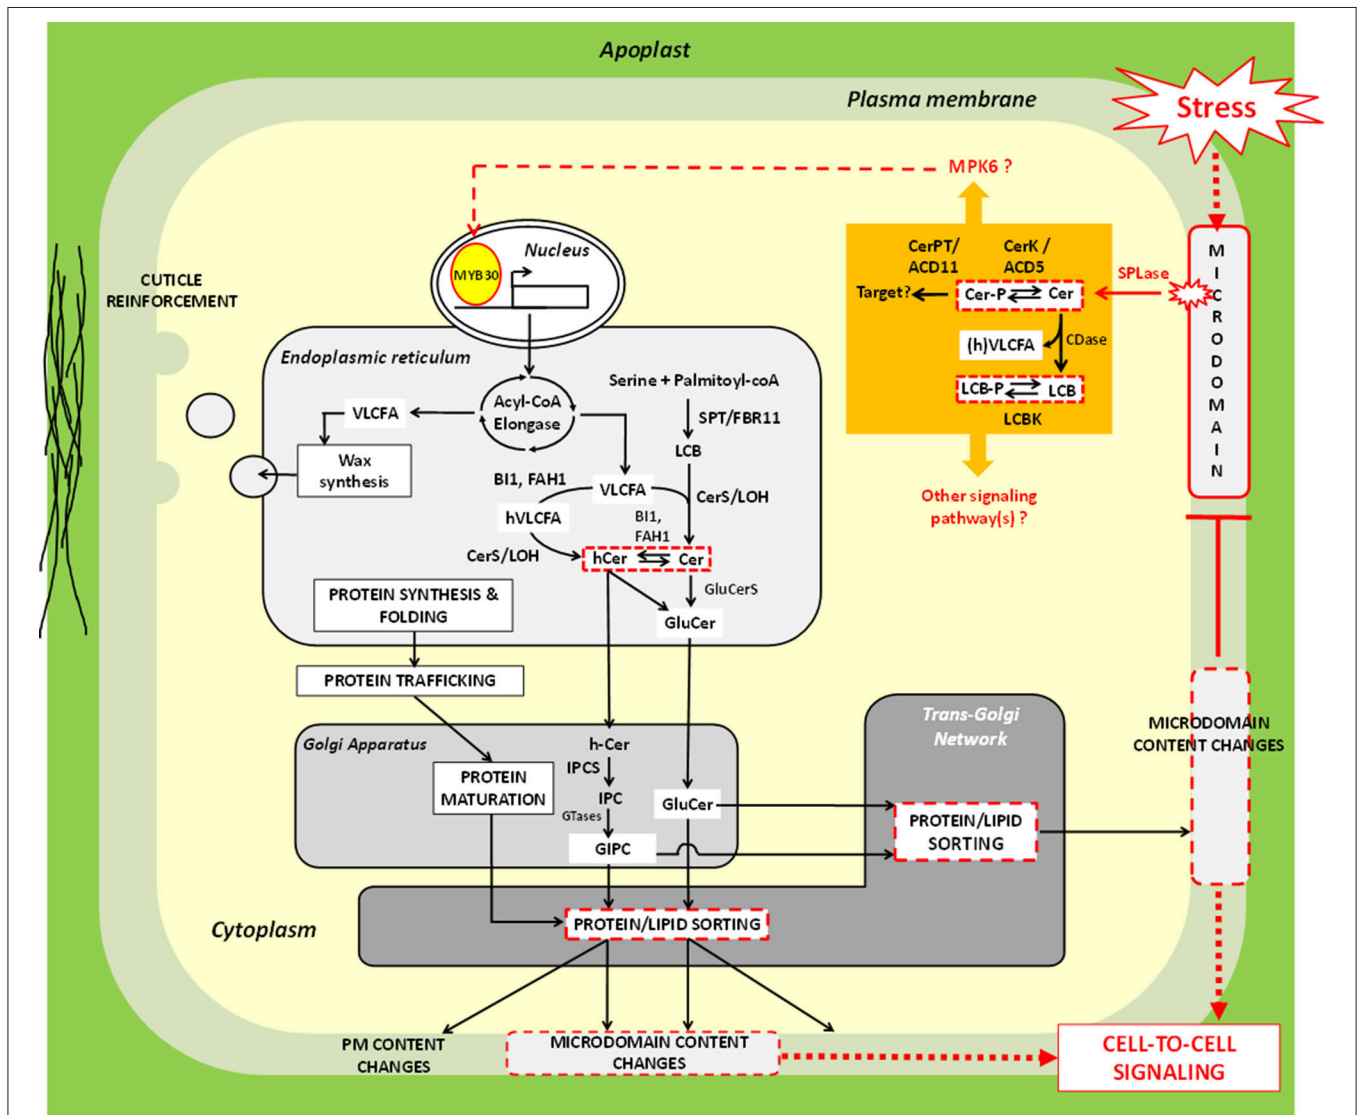 Apoplast
Plasma membrane
Stress
MPK6 ?
CerPT/
ACD11
CerK /
ACD5
SPLase
Target?
Cer-P
Cer
(h)VLCFA
CDase
LCB-P
LCB
LCBK
Other signaling
pathway(s) ?
M
I
C
R
O
D
O
M
A
I
N
Nucleus
MYB30
CUTICLE
REINFORCEMENT
Endoplasmic reticulum
Serine + Palmitoyl-coA
Acyl-CoA
Elongase
VLCFA
SPT/FBR11
LCB
Wax
synthesis
BI1, FAH1
VLCFA
CerS/LOH
hVLCFA
BI1,
FAH1
CerS/LOH
hCer
Cer
GluCerS
PROTEIN SYNTHESIS &
FOLDING
GluCer
PROTEIN TRAFFICKING
Trans-Golgi
Network
MICRODOMAIN
CONTENT CHANGES
Golgi Apparatus
h-Cer
IPCS
PROTEIN
MATURATION
IPC
GTases
GluCer
GIPC
PROTEIN/LIPID
SORTING
Cytoplasm
PROTEIN/LIPID SORTING
PM CONTENT
CHANGES
MICRODOMAIN CONTENT
CHANGES
CELL-TO-CELL
SIGNALING